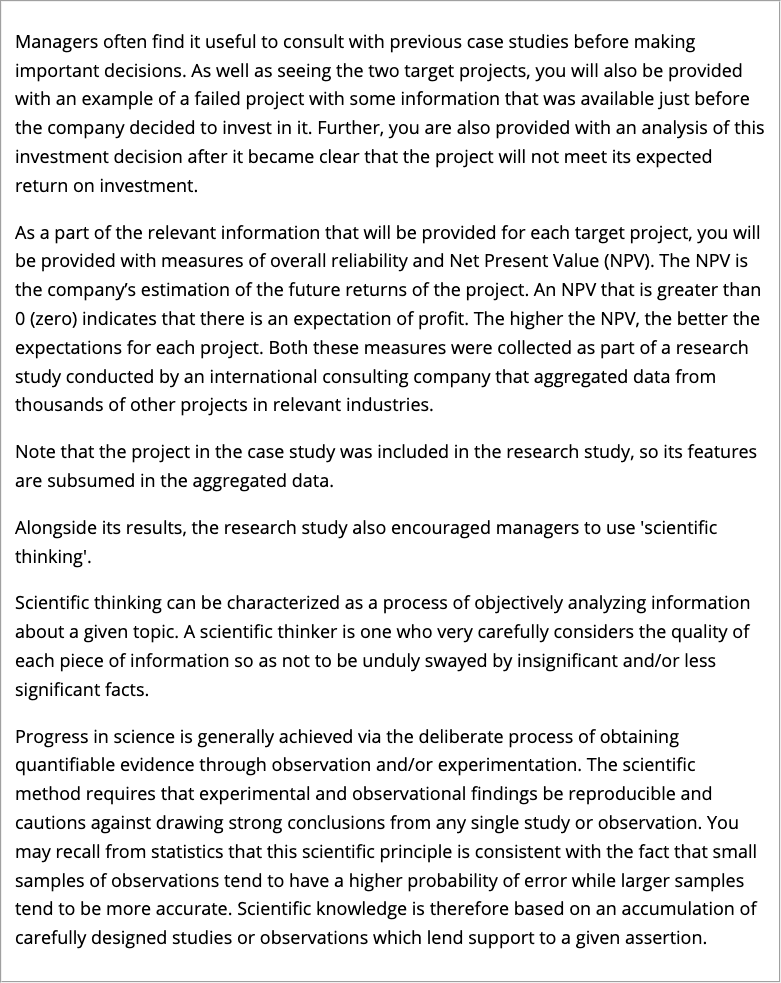 Managers often find it useful to consult with previous case studies before making
important decisions. As well as seeing the two target projects, you will also be provided
with an example of a failed project with some information that was available just before
the company decided to invest in it. Further, you are also provided with an analysis of this
investment decision after it became clear that the project will not meet its expected
return on investment.
As a part of the relevant information that will be provided for each target project, you will
be provided with measures of overall reliability and Net Present Value (NPV). The NPV is
the company’s estimation of the future returns of the project. An NPV that is greater than
0 (zero) indicates that there is an expectation of profit. The higher the NPV, the better the
expectations for each project. Both these measures were collected as part of a research
study conducted by an international consulting company that aggregated data from
thousands of other projects in relevant industries.
Note that the project in the case study was included in the research study, so its features
are subsumed in the aggregated data.
Alongside its results, the research study also encouraged managers to use 'scientific
thinking'.
Scientific thinking can be characterized as a process of objectively analyzing information
about a given topic. A scientific thinker is one who very carefully considers the quality of
each piece of information so as not to be unduly swayed by insignificant and/or less
significant facts.
Progress in science is generally achieved via the deliberate process of obtaining
quantifiable evidence through observation and/or experimentation. The scientific
method requires that experimental and observational findings be reproducible and
cautions against drawing strong conclusions from any single study or observation. You
may recall from statistics that this scientific principle is consistent with the fact that small
samples of observations tend to have a higher probability of error while larger samples
tend to be more accurate. Scientific knowledge is therefore based on an accumulation of
carefully designed studies or observations which lend support to a given assertion.